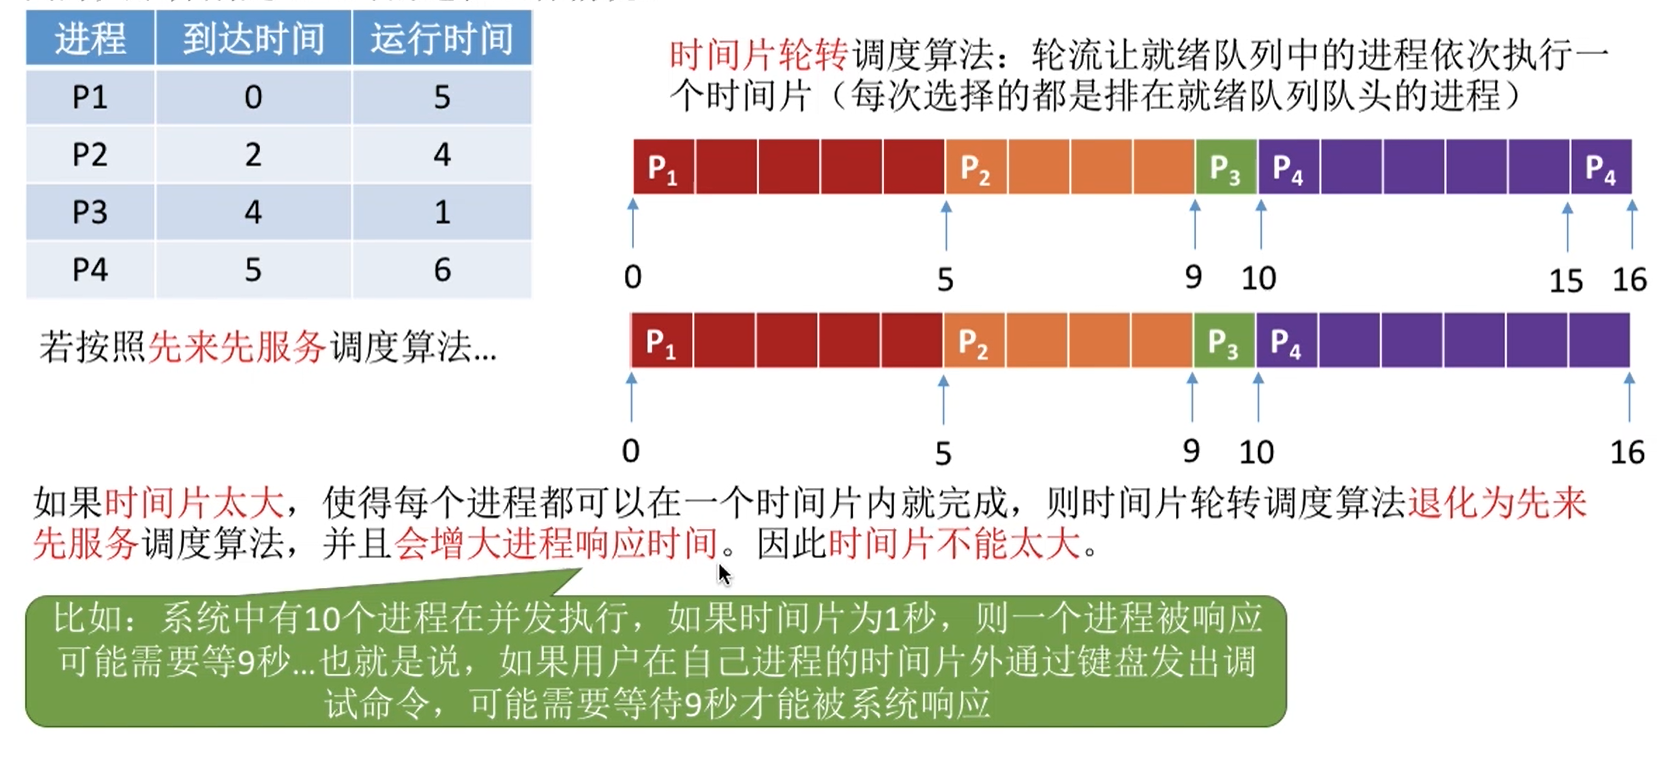 进程 到达时间 运行时间
P1 0 5
P2 2 4
P3 4 1
P4 5 6
若按照先来先服务调度算法...
时间片轮转调度算法：轮流让就绪队列中的进程依次执行一
个时间片（每次选择的都是排在就绪队列队头的进程）
P1 P2 P3 P4 P4
0 5 9 10 15 16
P1 P2 P3 P4
0 5 9 10 16
如果时间片太大，使得每个进程都可以在一个时间片内就完成，则时间片轮转调度算法退化为先来
先服务调度算法，并且会增大进程响应时间。因此时间片不能太大。
比如：系统中有10个进程在并发执行，如果时间片为1秒，则一个进程被响应
可能需要等9秒...也就是说，如果用户在自己进程的时间片外通过键盘发出调
试命令，可能需要等待9秒才能被系统响应